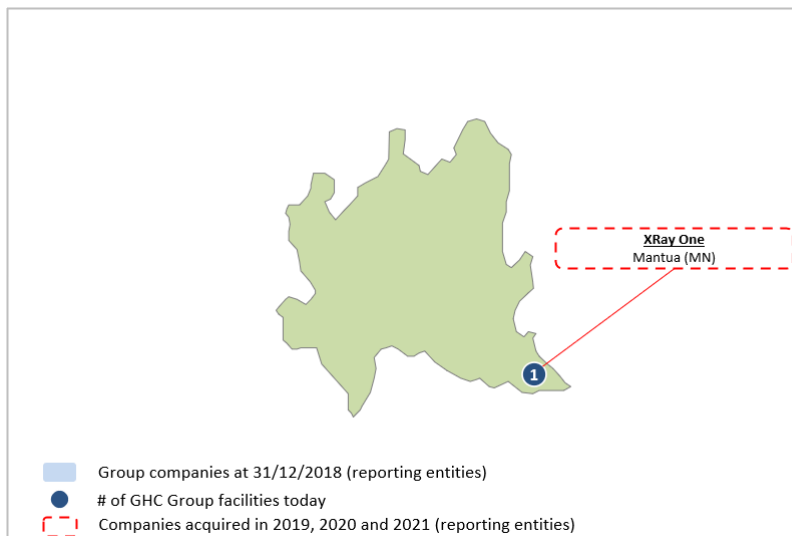 XRay One
Mantua (MN)
1
Group companies at 31/12/2018 (reporting entities)
# of GHC Group facilities today
Companies acquired in 2019, 2020 and 2021 (reporting entities)